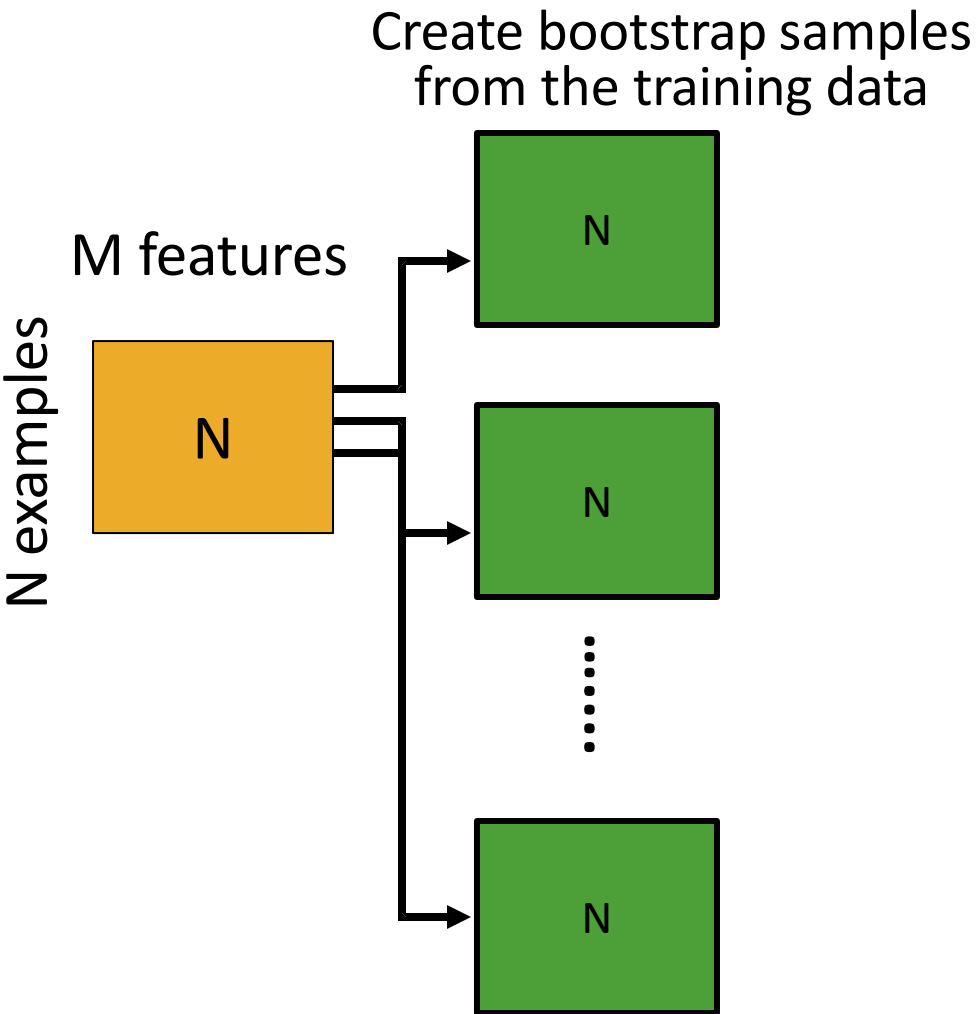 Create bootstrap samples
from the training data
M features
N examples
N
N
N
N